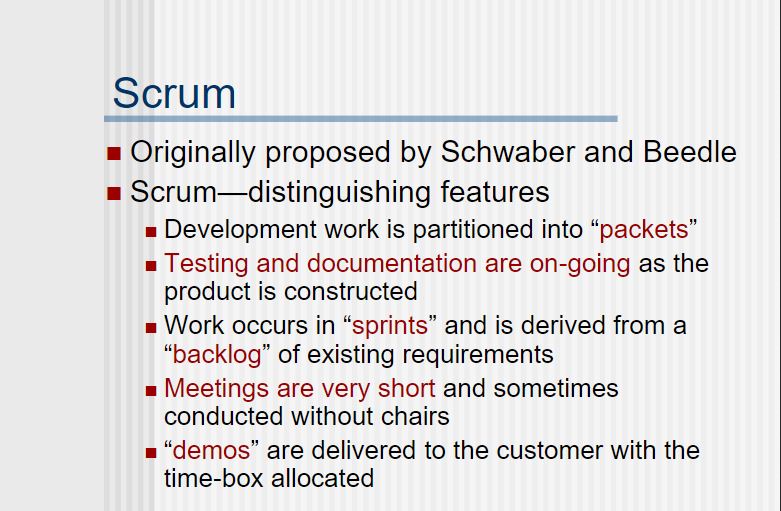 Scrum
Originally proposed by Schwaber and Beedle
Scrum—distinguishing features
Development work is partitioned into “packets”
Testing and documentation are on-going as the
product is constructed
Work occurs in “sprints” and is derived from a
“backlog” of existing requirements
Meetings are very short and sometimes
conducted without chairs
“demos” are delivered to the customer with the
time-box allocated